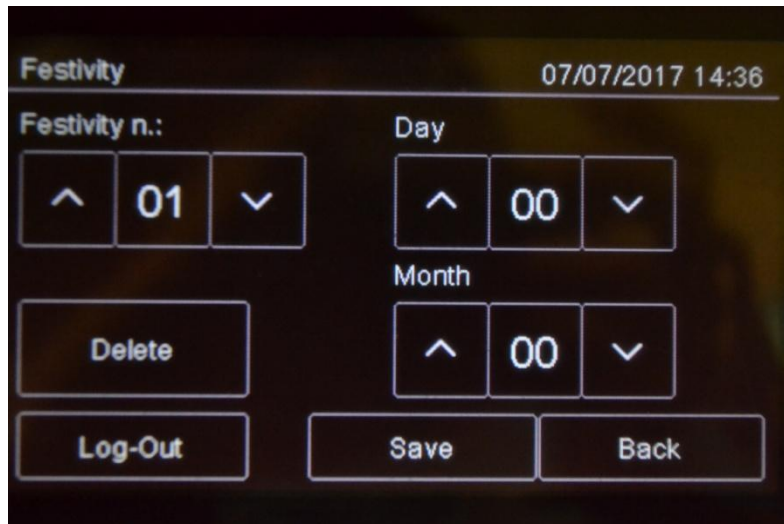 Festivity 07/07/2017 14:36
Festivity n.: Day
01 00
Month
Delete 00
Log-Out Save Back